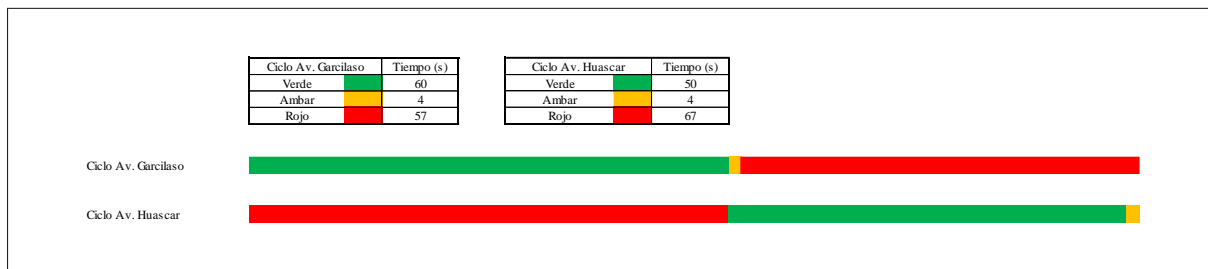 Ciclo Av. Garcilaso Tiempo (s)
Verde 60
Ambar 4
Rojo 57
Ciclo Av. Huascar Tiempo (s)
Verde 50
Ambar 4
Rojo 67
Ciclo Av. Garcilaso
Ciclo Av. Huascar